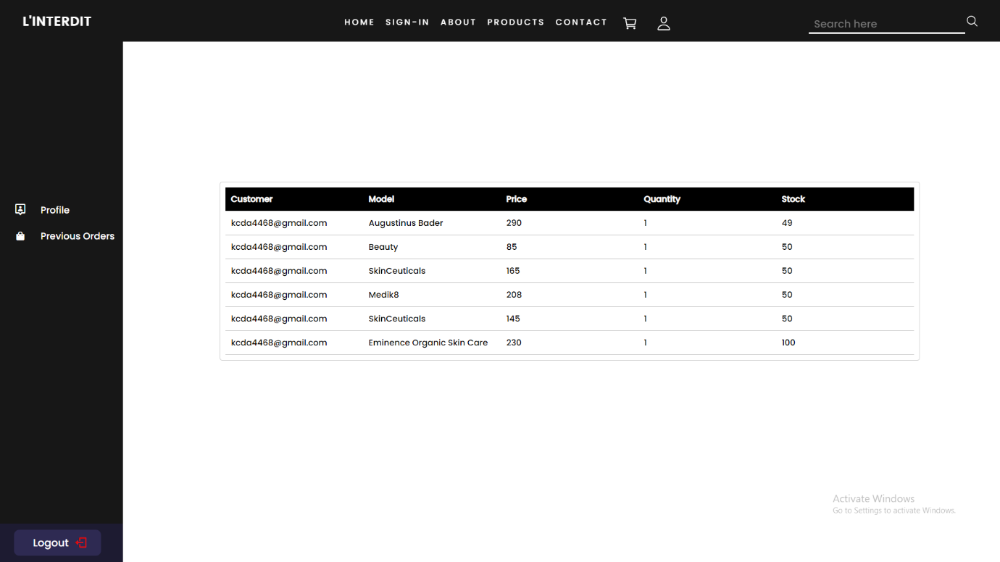 L'INTERDIT
HOME SIGN-IN ABOUT PRODUCTS CONTACT
Search here
Profile
Previous Orders
Customer Model Price Quantity Stock
kcda4468@gmail.com Augustinus Bader 290 1 49
kcda4468@gmail.com Beauty 85 1 50
kcda4468@gmail.com SkinCeuticals 165 1 50
kcda4468@gmail.com Medik8 208 1 50
kcda4468@gmail.com SkinCeuticals 145 1 50
kcda4468@gmail.com Eminence Organic Skin Care 230 1 100
Activate Windows
Go to Settings to activate Windows.
Logout